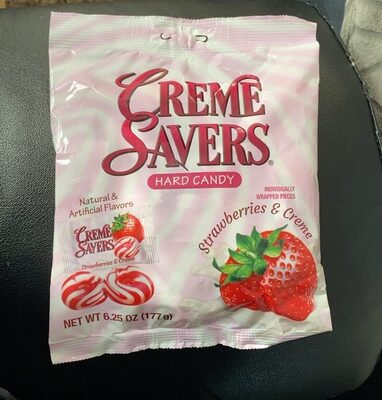 CREME
SAVERS®
HARD CANDY
Natural &
Artificial Flavors
INDIVIDUALLY
WRAPPED PIECES
Strawberries & Creme
CREME
SAVERS
Strawberries & Creme
NET WT 6.25 OZ (177g)